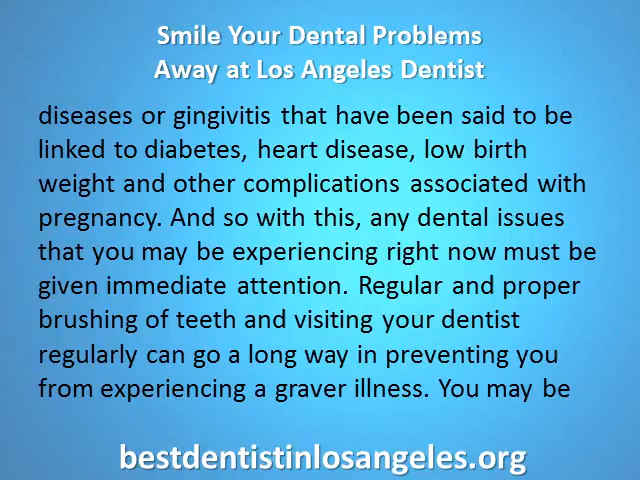 Smile Your Dental Problems
Away at Los Angeles Dentist
diseases or gingivitis that have been said to be
linked to diabetes, heart disease, low birth
weight and other complications associated with
pregnancy. And so with this, any dental issues
that you may be experiencing right now must be
given immediate attention. Regular and proper
brushing of teeth and visiting your dentist
regularly can go a long way in preventing you
from experiencing a graver illness. You may be
bestdentistinlosangeles.org